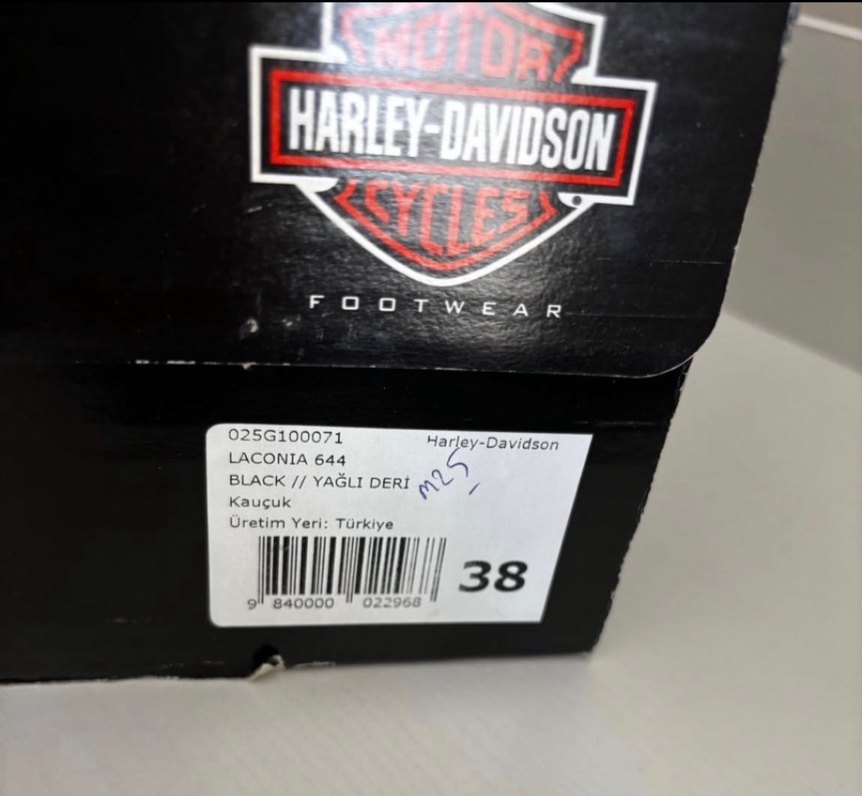 MOTOR
HARLEY-DAVIDSON
CYCLES
FOOTWEAR
025G100071
Harley-Davidson
LACONIA 644
BLACK // YAĞLI DERİ
m25
Kauçuk
Üretim Yeri: Türkiye
38
9 840000 022968